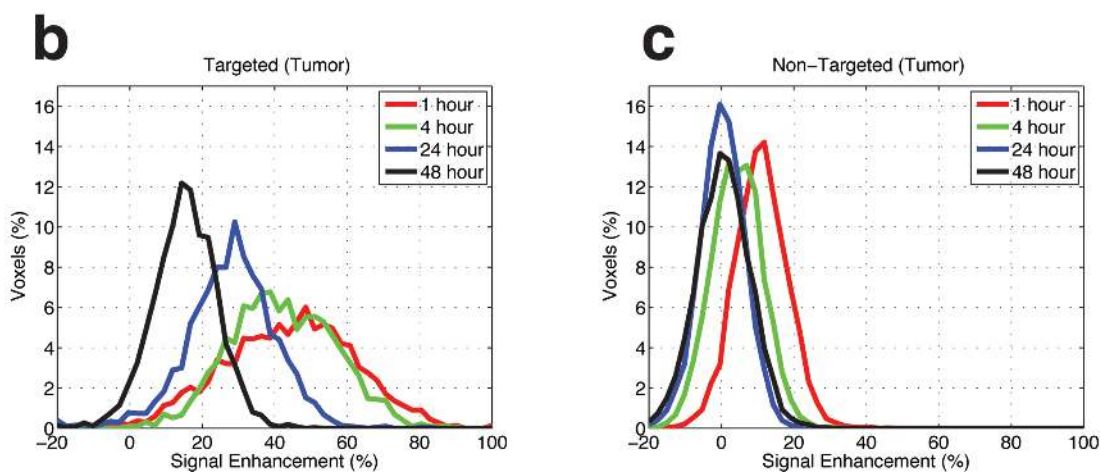 b
Targeted (Tumor)
Voxels (%)
16
14
12
10
8
6
4
2
0
1 hour
4 hour
24 hour
48 hour
−20 0 20 40 60 80 100
Signal Enhancement (%)
c
Non−Targeted (Tumor)
Voxels (%)
16
14
12
10
8
6
4
2
0
1 hour
4 hour
24 hour
48 hour
−20 0 20 40 60 80 100
Signal Enhancement (%)